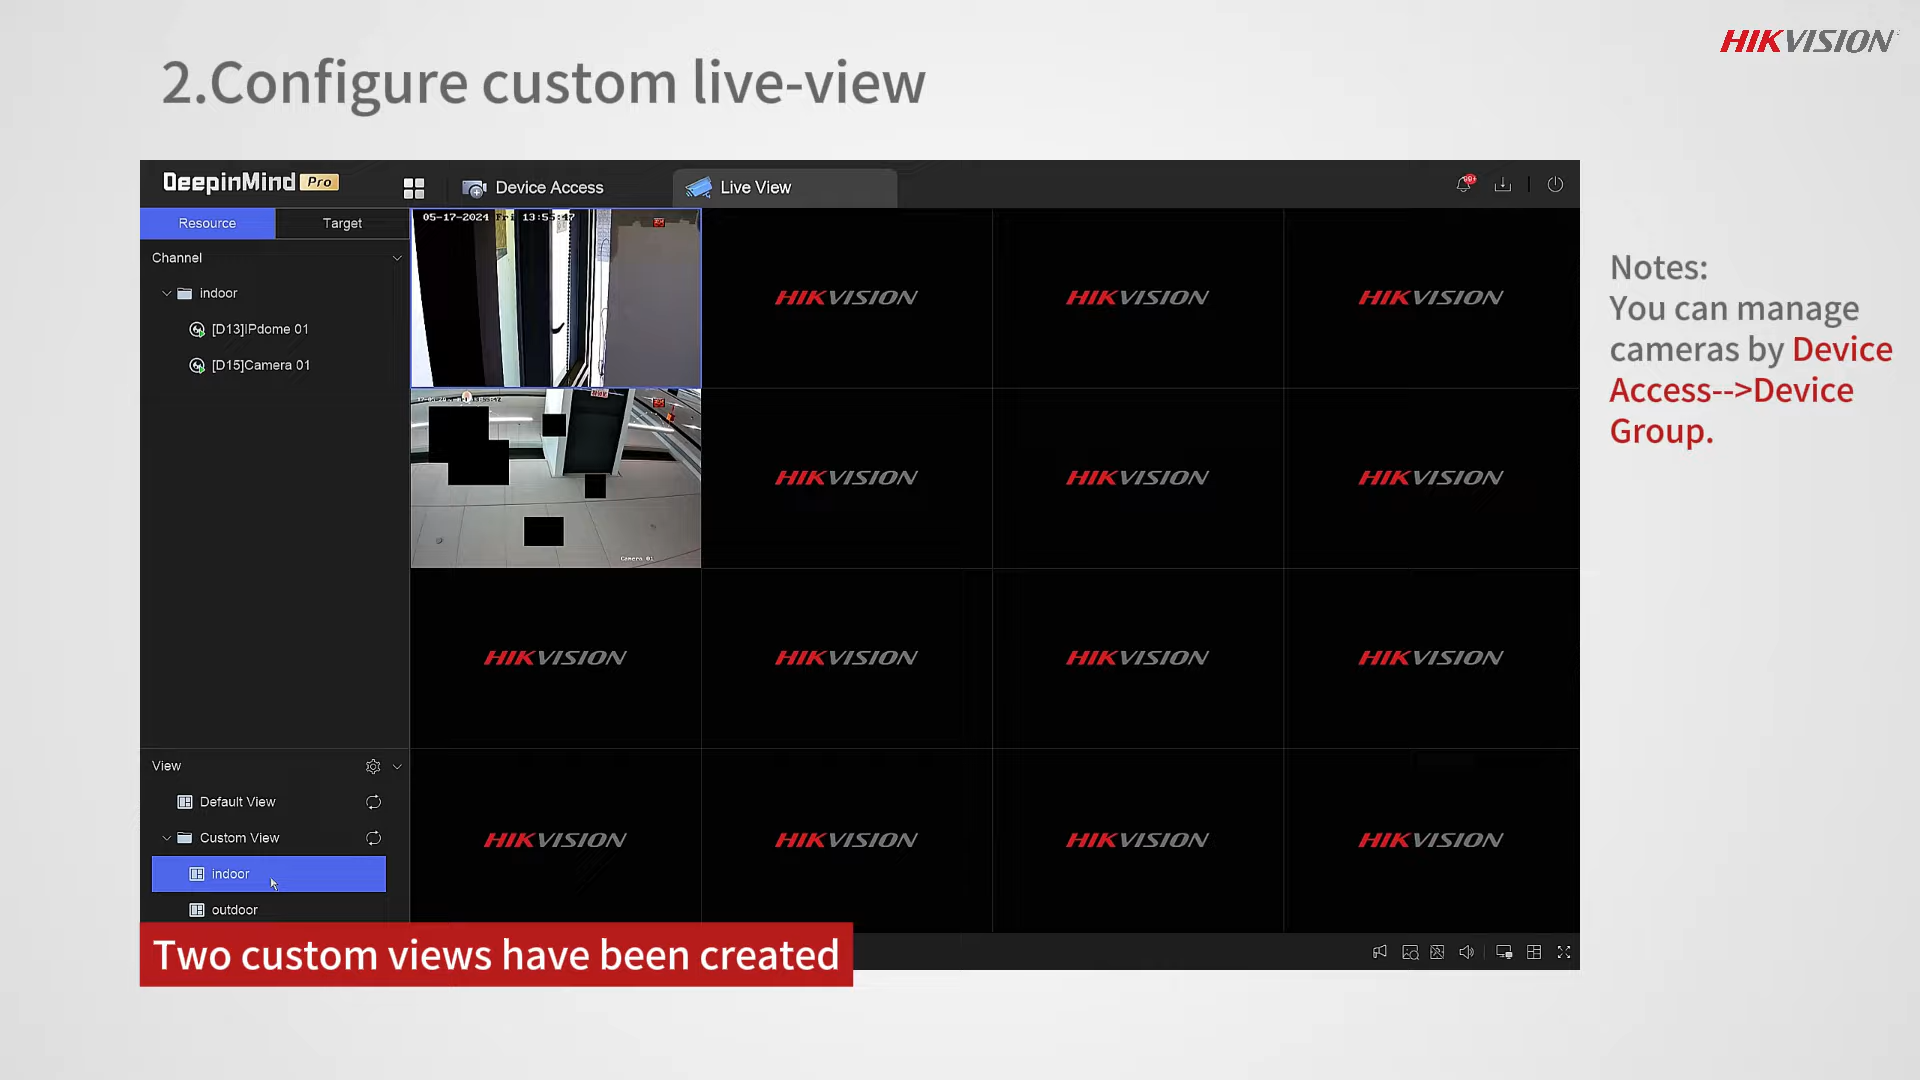 HIKVISION
2.Configure custom live-view
DeepinMind Pro
Device Access
Live View
99+
Resource
Target
Channel
indoor
[D13]IPdome 01
[D15]Camera 01
05-17-2024 Fri 13:55:47
HIKVISION
HIKVISION
HIKVISION
Camera 01
HIKVISION
HIKVISION
HIKVISION
HIKVISION
HIKVISION
HIKVISION
HIKVISION
HIKVISION
HIKVISION
HIKVISION
HIKVISION
View
Default View
Custom View
indoor
outdoor
Two custom views have been created
Notes:
You can manage
cameras by Device
Access-->Device
Group.